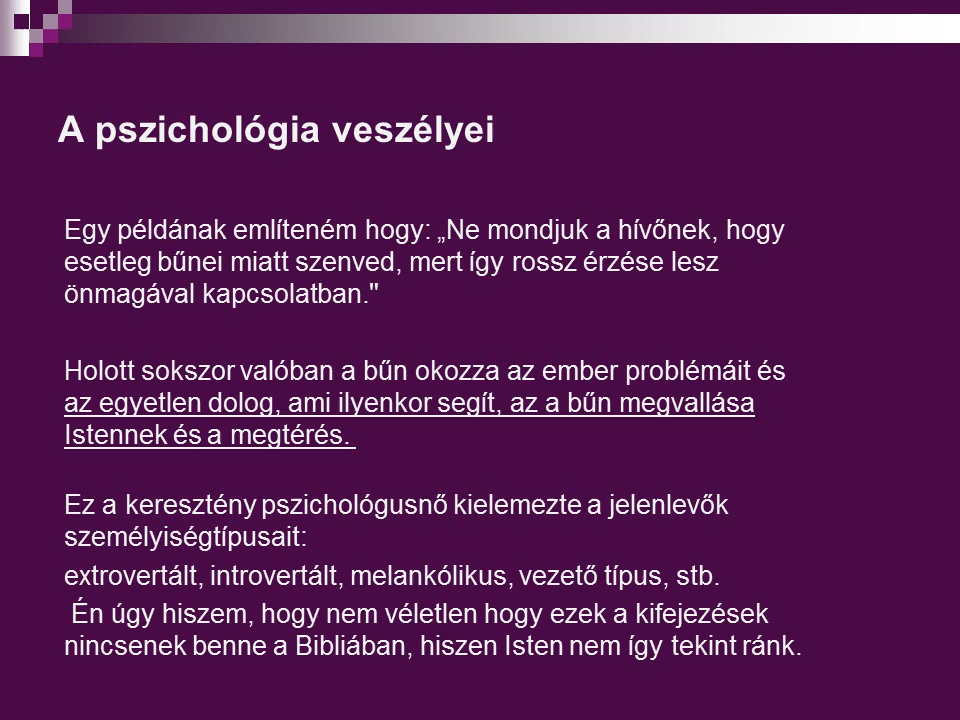 A pszichológia veszélyei
Egy példának említeném hogy: „Ne mondjuk a hívőnek, hogy
esetleg bűnei miatt szenved, mert így rossz érzése lesz
önmagával kapcsolatban."
Holott sokszor valóban a bűn okozza az ember problémáit és
az egyetlen dolog, ami ilyenkor segít, az a bűn megvallása
Istennek és a megtérés.
Ez a keresztény pszichológusnő kielemezte a jelenlevők
személyiségtípusait:
extrovertált, introvertált, melankólikus, vezető típus, stb.
Én úgy hiszem, hogy nem véletlen hogy ezek a kifejezések
nincsenek benne a Bibliában, hiszen Isten nem így tekint ránk.